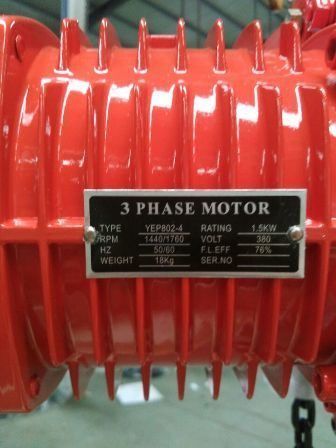 3 PHASE MOTOR
TYPE YEP802-4 RATING 1.5KW
RPM 1440/1760 VOLT 380
HZ 50/60 F.L.EFF 76%
WEIGHT 18Kg SER.NO